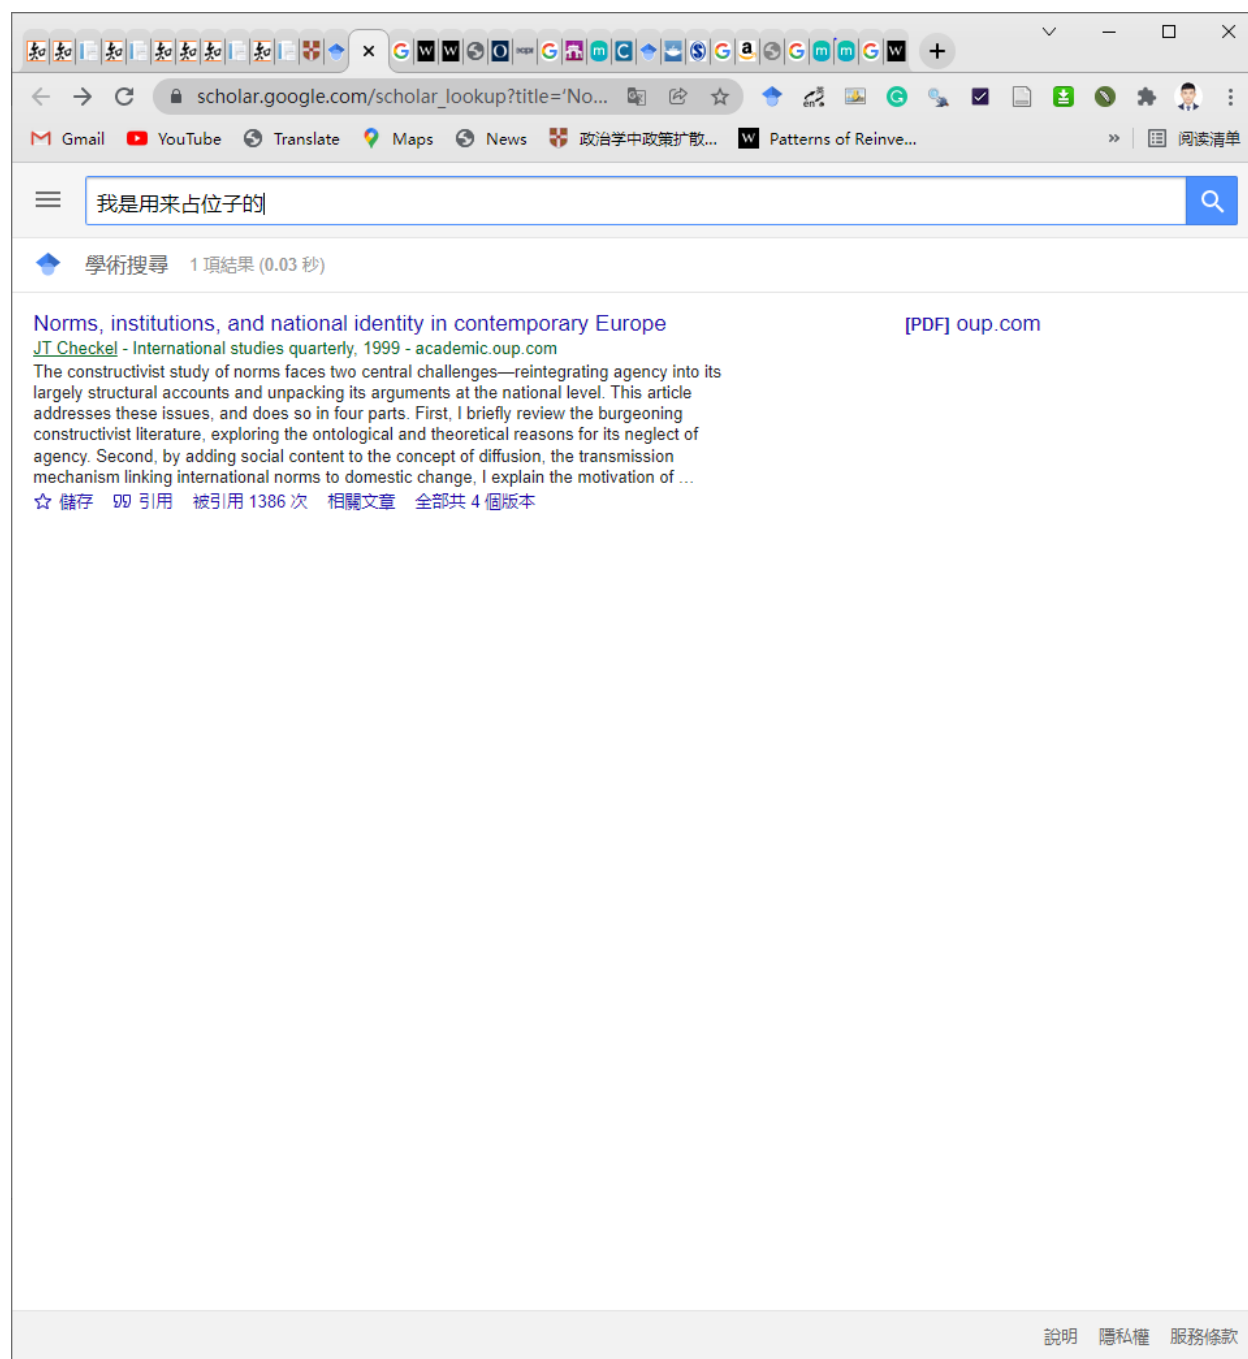 scholar.google.com/scholar_lookup?title='No...
Gmail YouTube Translate Maps News 政治学中政策扩散... Patterns of Reinve... » 阅读清单
我是用来占位子的
學術搜尋 1 項結果 (0.03 秒)
Norms, institutions, and national identity in contemporary Europe [PDF] oup.com
JT Checkel - International studies quarterly, 1999 - academic.oup.com
The constructivist study of norms faces two central challenges—reintegrating agency into its
largely structural accounts and unpacking its arguments at the national level. This article
addresses these issues, and does so in four parts. First, I briefly review the burgeoning
constructivist literature, exploring the ontological and theoretical reasons for its neglect of
agency. Second, by adding social content to the concept of diffusion, the transmission
mechanism linking international norms to domestic change, I explain the motivation of …
儲存 引用 被引用 1386 次 相關文章 全部共 4 個版本
說明 隱私權 服務條款